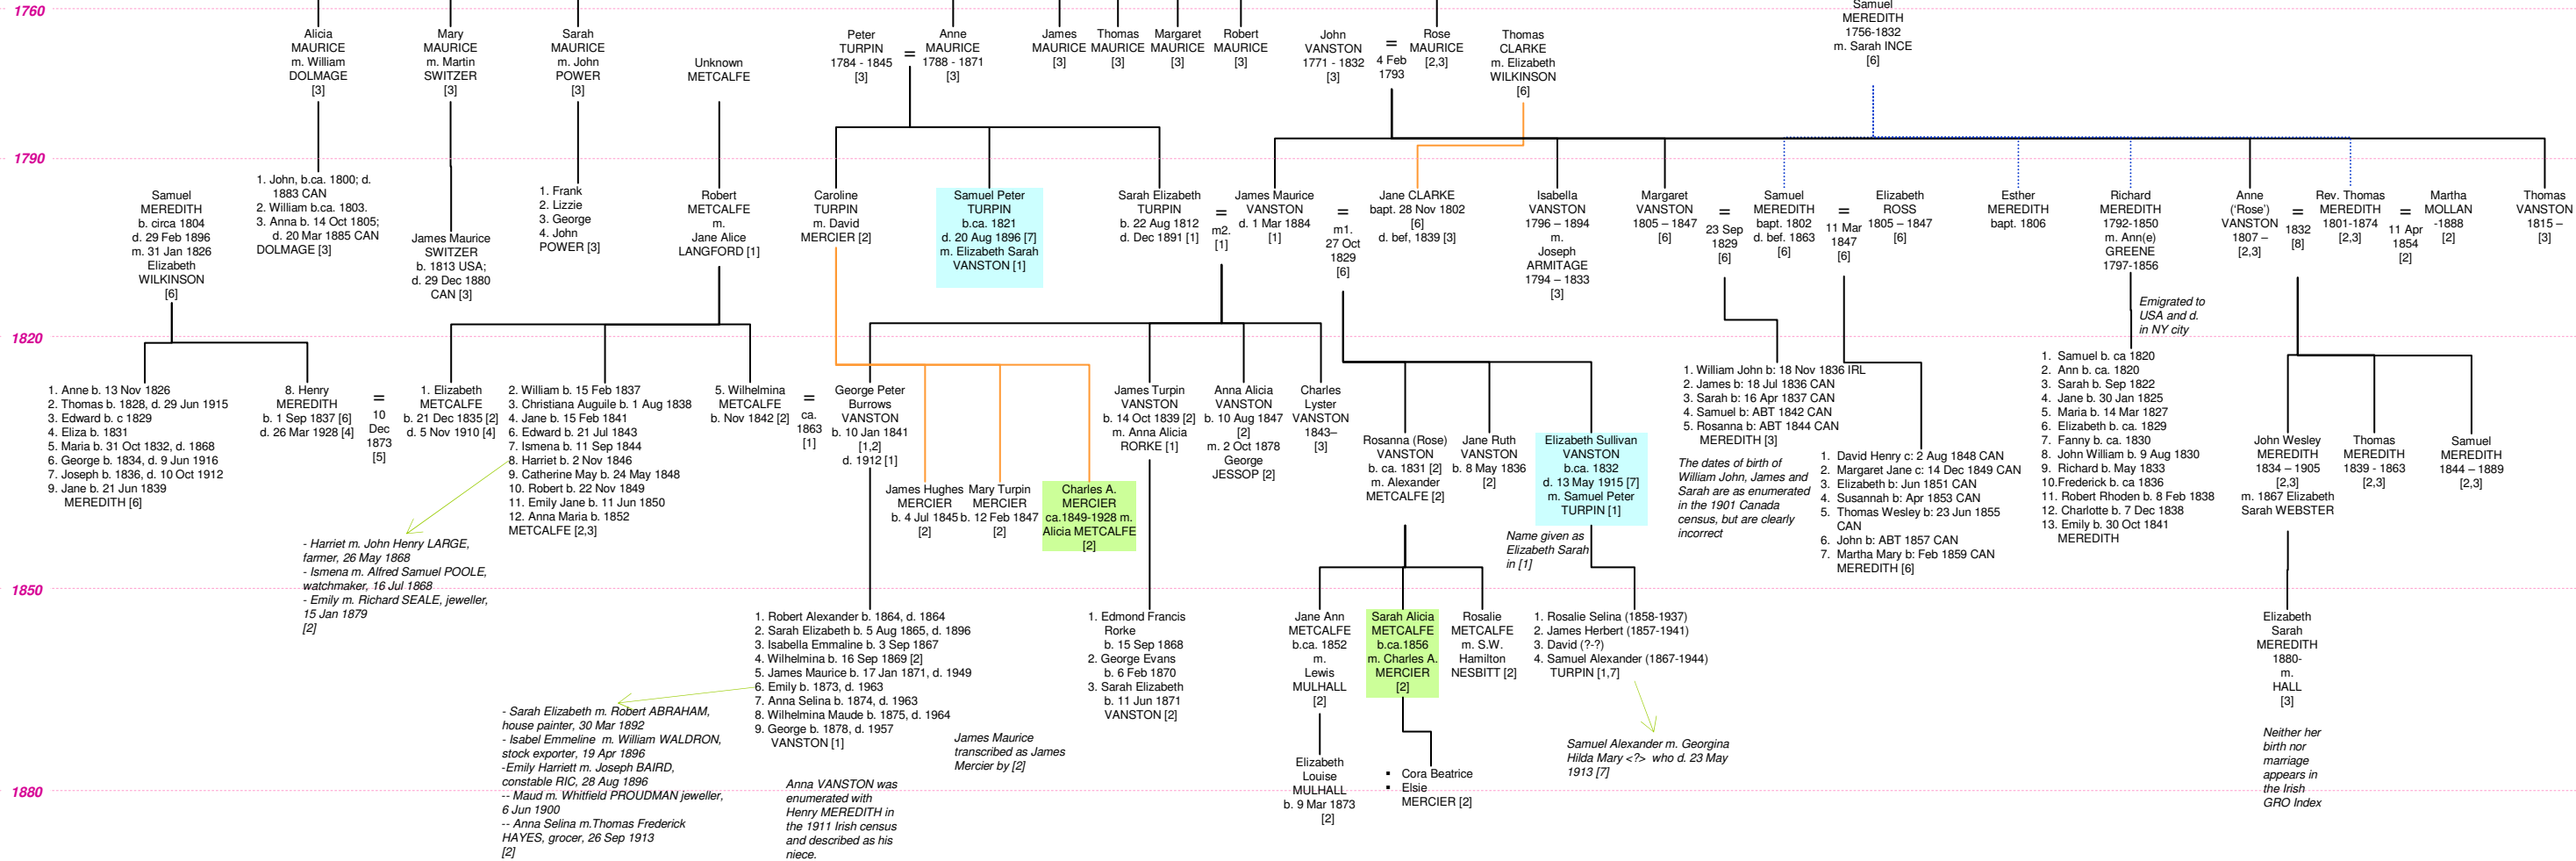 1760
Alicia
MAURICE
m. William
DOLMAGE
[3]
Mary
MAURICE
m. Martin
SWITZER
[3]
Sarah
MAURICE
m. John
POWER
[3]
Unknown
METCALFE
Peter
TURPIN
1784 - 1845
[3]
=
Anne
MAURICE
1788 - 1871
[3]
James
MAURICE
[3]
Thomas
MAURICE
[3]
Margaret
MAURICE
[3]
Robert
MAURICE
[3]
John
VANSTON
1771 - 1832
[3]
=
4 Feb
1793
Rose
MAURICE
[2,3]
Thomas
CLARKE
m. Elizabeth
WILKINSON
[6]
Samuel
MEREDITH
1756-1832
m. Sarah INCE
[6]
1790
Samuel
MEREDITH
b. circa 1804
d. 29 Feb 1896
m. 31 Jan 1826
Elizabeth
WILKINSON
[6]
1. John, b.ca. 1800; d.
1883 CAN
2. William b.ca. 1803.
3. Anna b. 14 Oct 1805;
d. 20 Mar 1885 CAN
DOLMAGE [3]
James Maurice
SWITZER
b. 1813 USA;
d. 29 Dec 1880
CAN [3]
1. Frank
2. Lizzie
3. George
4. John
POWER [3]
Robert
METCALFE
m.
Jane Alice
LANGFORD [1]
Caroline
TURPIN
m. David
MERCIER [2]
Samuel Peter
TURPIN
b.ca. 1821
d. 20 Aug 1896 [7]
m. Elizabeth Sarah
VANSTON [1]
Sarah Elizabeth
TURPIN
b. 22 Aug 1812
d. Dec 1891 [1]
=
m2.
[1]
James Maurice
VANSTON
d. 1 Mar 1884
[1]
=
m1.
27 Oct
1829
[6]
Jane CLARKE
bapt. 28 Nov 1802
[6]
d. bef, 1839 [3]
Isabella
VANSTON
1796 – 1894
m.
Joseph
ARMITAGE
1794 – 1833
[3]
Margaret
VANSTON
1805 – 1847
[6]
=
23 Sep
1829
[6]
Samuel
MEREDITH
bapt. 1802
d. bef. 1863
[6]
=
11 Mar
1847
[6]
Elizabeth
ROSS
1805 – 1847
[6]
Esther
MEREDITH
bapt. 1806
Richard
MEREDITH
1792-1850
m. Ann(e)
GREENE
1797-1856
Emigrated to
USA and d.
in NY city
Anne
(‘Rose’)
VANSTON
1807 –
[2,3]
=
1832
[8]
Rev. Thomas
MEREDITH
1801-1874
[2,3]
=
11 Apr
1854
[2]
Martha
MOLLAN
-1888
[2]
Thomas
VANSTON
1815 –
[3]
1820
1. Anne b. 13 Nov 1826
2. Thomas b. 1828, d. 29 Jun 1915
3. Edward b. c 1829
4. Eliza b. 1831
5. Maria b. 31 Oct 1832, d. 1868
6. George b. 1834, d. 9 Jun 1916
7. Joseph b. 1836, d. 10 Oct 1912
9. Jane b. 21 Jun 1839
MEREDITH [6]
8. Henry
MEREDITH
b. 1 Sep 1837 [6]
d. 26 Mar 1928 [4]
=
10
Dec
1873
[5]
1. Elizabeth
METCALFE
b. 21 Dec 1835 [2]
d. 5 Nov 1910 [4]
2. William b. 15 Feb 1837
3. Christiana Auguile b. 1 Aug 1838
4. Jane b. 15 Feb 1841
6. Edward b. 21 Jul 1843
7. Ismena b. 11 Sep 1844
8. Harriet b. 2 Nov 1846
9. Catherine May b. 24 May 1848
10. Robert b. 22 Nov 1849
11. Emily Jane b. 11 Jun 1850
12. Anna Maria b. 1852
METCALFE [2,3]
5. Wilhelmina
METCALFE
b. Nov 1842 [2]
=
ca.
1863
[1]
George Peter
Burrows
VANSTON
b. 10 Jan 1841
[1,2]
d. 1912 [1]
James Hughes
MERCIER
b. 4 Jul 1845
[2]
Mary Turpin
MERCIER
b. 12 Feb 1847
[2]
Charles A.
MERCIER
ca.1849-1928 m.
Alicia METCALFE
[2]
James Turpin
VANSTON
b. 14 Oct 1839 [2]
m. Anna Alicia
RORKE [1]
Anna Alicia
VANSTON
b. 10 Aug 1847
[2]
m. 2 Oct 1878
George
JESSOP [2]
Charles
Lyster
VANSTON
1843–
[3]
Rosanna (Rose)
VANSTON
b. ca. 1831 [2]
m. Alexander
METCALFE [2]
Jane Ruth
VANSTON
b. 8 May 1836
[2]
Elizabeth Sullivan
VANSTON
b.ca. 1832
d. 13 May 1915 [7]
m. Samuel Peter
TURPIN [1]
Name given as
Elizabeth Sarah
in [1]
1. William John b: 18 Nov 1836 IRL
2. James b: 18 Jul 1836 CAN
3. Sarah b: 16 Apr 1837 CAN
4. Samuel b: ABT 1842 CAN
5. Rosanna b: ABT 1844 CAN
MEREDITH [3]
The dates of birth of
William John, James and
Sarah are as enumerated
in the 1901 Canada
census, but are clearly
incorrect
1. David Henry c: 2 Aug 1848 CAN
2. Margaret Jane c: 14 Dec 1849 CAN
3. Elizabeth b: Jun 1851 CAN
4. Susannah b: Apr 1853 CAN
5. Thomas Wesley b: 23 Jun 1855
CAN
6. John b: ABT 1857 CAN
7. Martha Mary b: Feb 1859 CAN
MEREDITH [6]
1. Samuel b. ca 1820
2. Ann b. ca. 1820
3. Sarah b. Sep 1822
4. Jane b. 30 Jan 1825
5. Maria b. 14 Mar 1827
6. Elizabeth b. ca. 1829
7. Fanny b. ca. 1830
8. John William b. 9 Aug 1830
9. Richard b. May 1833
10.Frederick b. ca 1836
11. Robert Rhoden b. 8 Feb 1838
12. Charlotte b. 7 Dec 1838
13. Emily b. 30 Oct 1841
MEREDITH
John Wesley
MEREDITH
1834 – 1905
[2,3]
m. 1867 Elizabeth
Sarah WEBSTER
Thomas
MEREDITH
1839 - 1863
[2,3]
Samuel
MEREDITH
1844 – 1889
[2,3]
- Harriet m. John Henry LARGE,
farmer, 26 May 1868
- Ismena m. Alfred Samuel POOLE,
watchmaker, 16 Jul 1868
- Emily m. Richard SEALE, jeweller,
15 Jan 1879
[2]
1850
1. Robert Alexander b. 1864, d. 1864
2. Sarah Elizabeth b. 5 Aug 1865, d. 1896
3. Isabella Emmaline b. 3 Sep 1867
4. Wilhelmina b. 16 Sep 1869 [2]
5. James Maurice b. 17 Jan 1871, d. 1949
6. Emily b. 1873, d. 1963
7. Anna Selina b. 1874, d. 1963
8. Wilhelmina Maude b. 1875, d. 1964
9. George b. 1878, d. 1957
VANSTON [1]
James Maurice
transcribed as James
Mercier by [2]
1. Edmond Francis
Rorke
b. 15 Sep 1868
2. George Evans
b. 6 Feb 1870
3. Sarah Elizabeth
b. 11 Jun 1871
VANSTON [2]
Jane Ann
METCALFE
b.ca. 1852
m.
Lewis
MULHALL
[2]
Sarah Alicia
METCALFE
b.ca.1856
m. Charles A.
MERCIER
[2]
Rosalie
METCALFE
m. S.W.
Hamilton
NESBITT [2]
1. Rosalie Selina (1858-1937)
2. James Herbert (1857-1941)
3. David (?-?)
4. Samuel Alexander (1867-1944)
TURPIN [1,7]
Samuel Alexander m. Georgina
Hilda Mary <?> who d. 23 May
1913 [7]
Elizabeth
Sarah
MEREDITH
1880-
m.
HALL
[3]
Neither her
birth nor
marriage
appears in
the Irish
GRO Index
- Sarah Elizabeth m. Robert ABRAHAM,
house painter, 30 Mar 1892
- Isabel Emmeline m. William WALDRON,
stock exporter, 19 Apr 1896
-Emily Harriett m. Joseph BAIRD,
constable RIC, 28 Aug 1896
-- Maud m. Whitfield PROUDMAN jeweller,
6 Jun 1900
-- Anna Selina m.Thomas Frederick
HAYES, grocer, 26 Sep 1913
[2]
1880
Anna VANSTON was
enumerated with
Henry MEREDITH in
the 1911 Irish census
and described as his
niece.
Elizabeth
Louise
MULHALL
b. 9 Mar 1873
[2]
▪ Cora Beatrice
▪ Elsie
MERCIER [2]